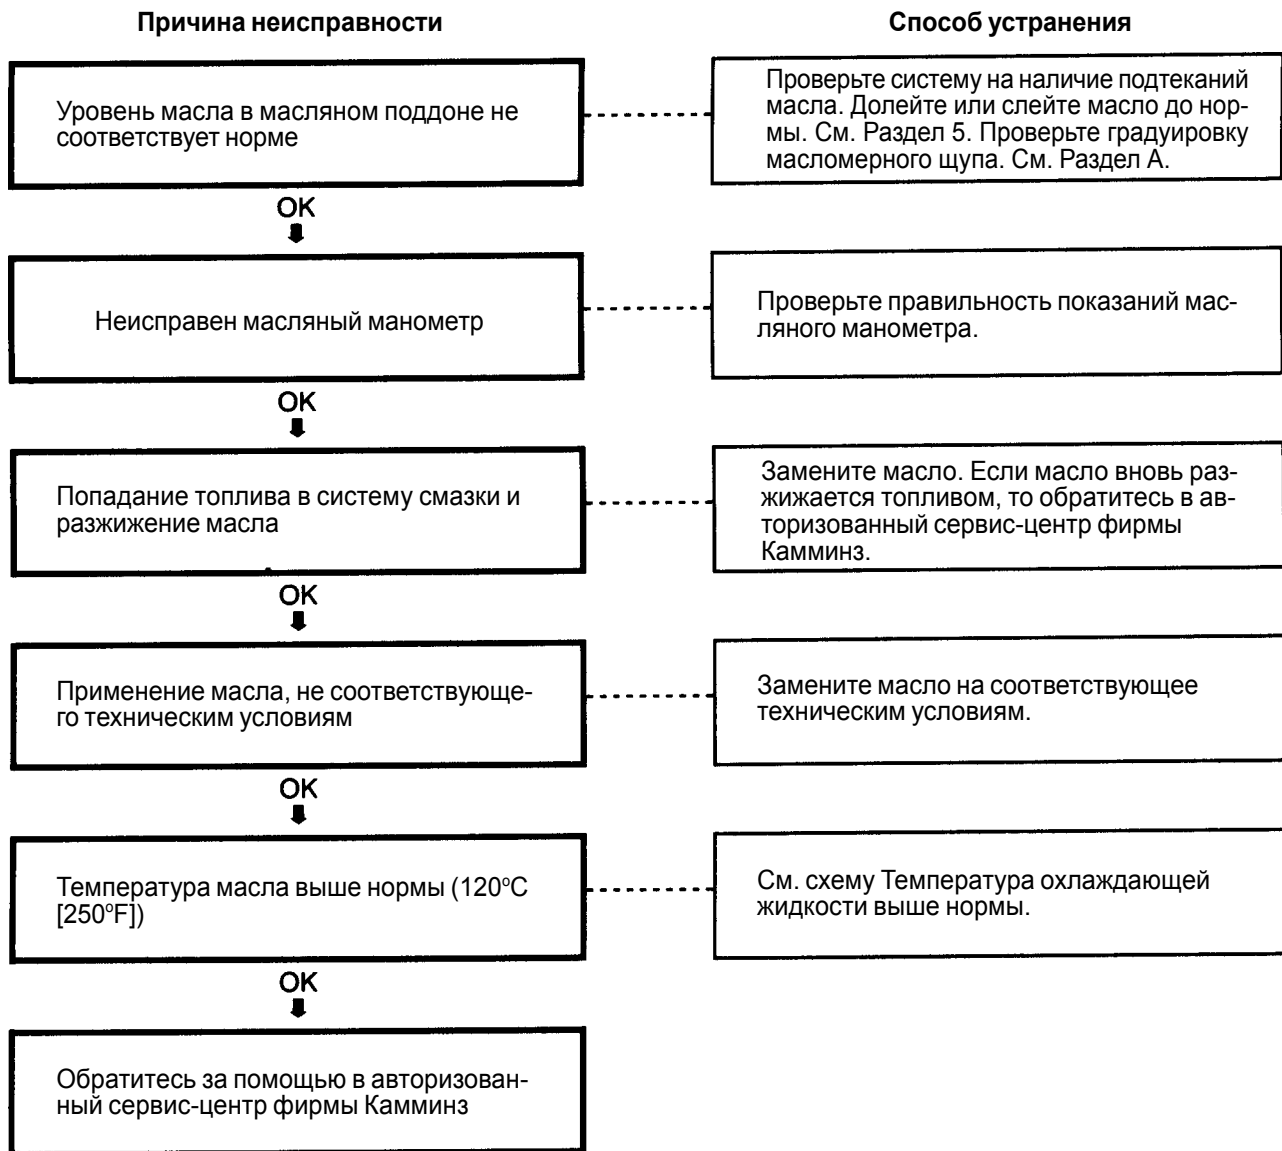 Причина неисправности
Способ устранения
Уровень масла в масляном поддоне не
соответствует норме
Проверьте систему на наличие подтеканий
масла. Долейте или слейте масло до нор-
мы. См. Раздел 5. Проверьте градуировку
масломерного щупа. См. Раздел А.
OK
Неисправен масляный манометр
Проверьте правильность показаний мас-
ляного манометра.
OK
Попадание топлива в систему смазки и
разжижение масла
Замените масло. Если масло вновь раз-
жижается топливом, то обратитесь в ав-
торизованный сервис-центр фирмы
Камминз.
OK
Применение масла, не соответствующе-
го техническим условиям
Замените масло на соответствующее
техническим условиям.
OK
Температура масла выше нормы (120°C
[250°F])
См. схему Температура охлаждающей
жидкости выше нормы.
OK
Обратитесь за помощью в авторизован-
ный сервис-центр фирмы Камминз